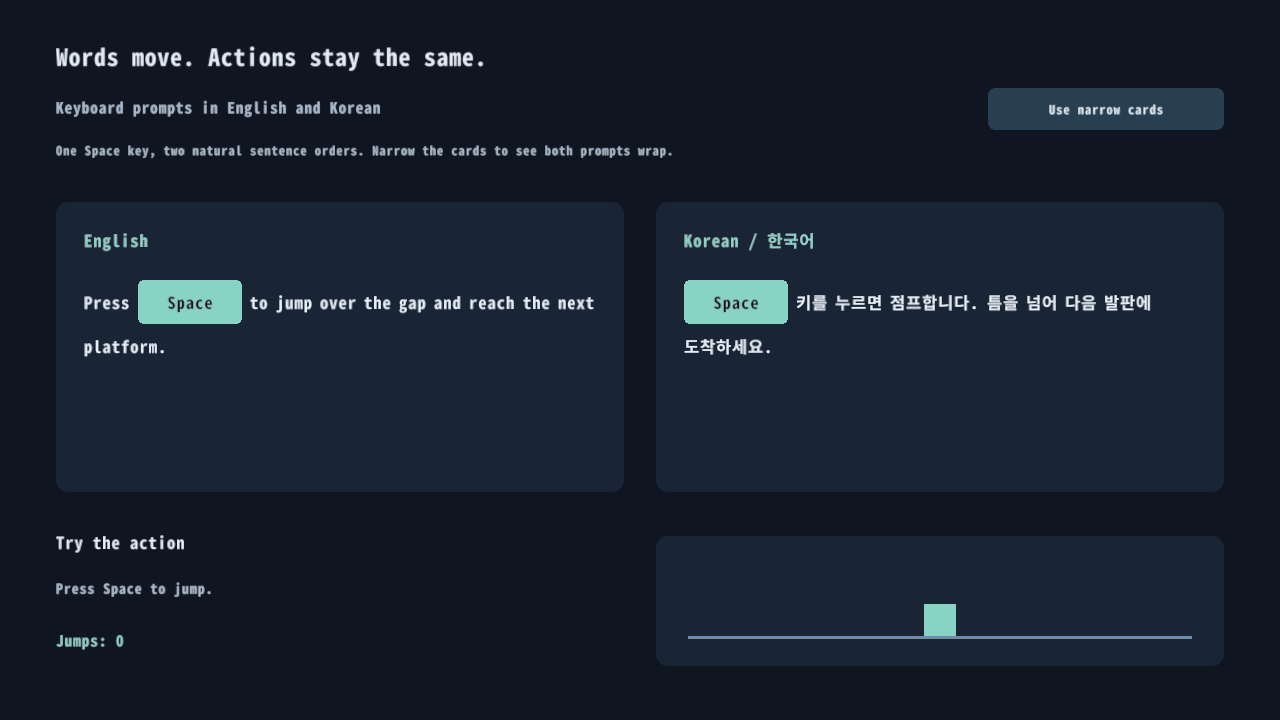 Words move. Actions stay the same.
Keyboard prompts in English and Korean
Use narrow cards
One Space key, two natural sentence orders. Narrow the cards to see both prompts wrap.
English
Press Space to jump over the gap and reach the next
platform.
Korean / 한국어
Space 키를 누르면 점프합니다. 틈을 넘어 다음 발판에
도착하세요.
Try the action
Press Space to jump.
Jumps: 0